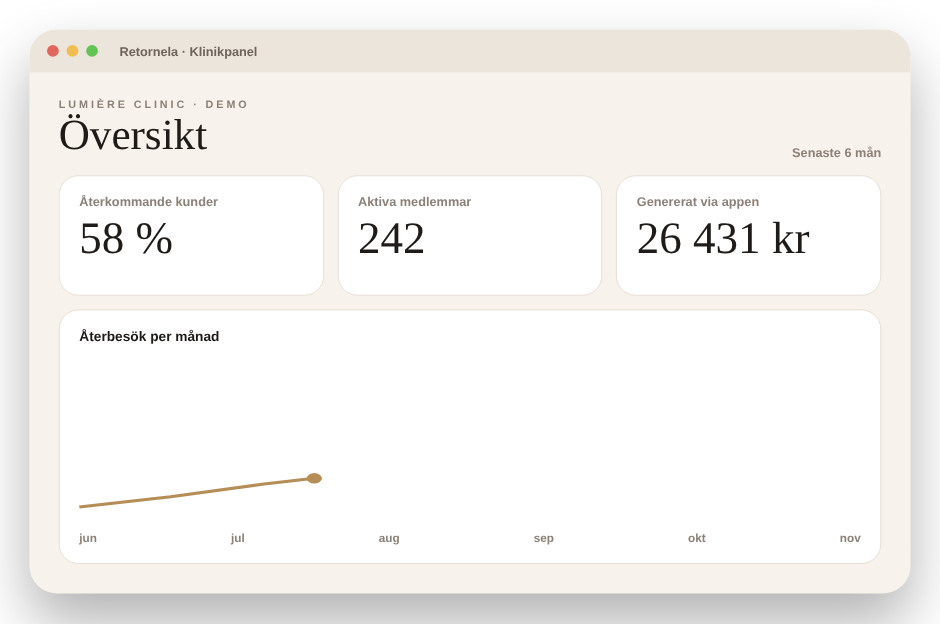 Retornela · Klinikpanel
LUMIÈRE CLINIC · DEMO
Översikt
Senaste 6 mån
Återkommande kunder
58 %
Aktiva medlemmar
242
Genererat via appen
26 431 kr
Återbesök per månad
jun jul aug sep okt nov